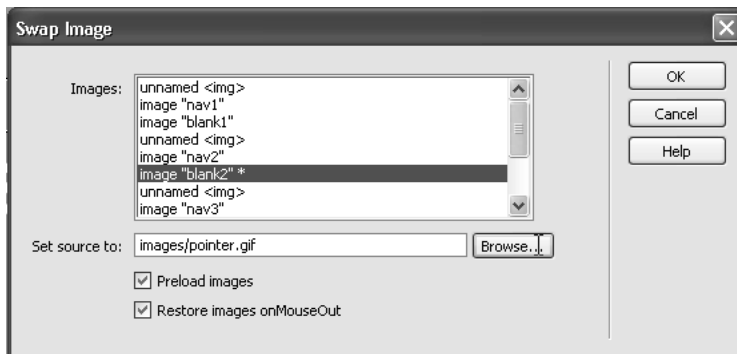 Swap Image
Images:
unnamed <img>
image "nav1"
image "blank1"
unnamed <img>
image "nav2"
image "blank2" *
unnamed <img>
image "nav3"
OK
Cancel
Help
Set source to: images/pointer.gif Browse...
Preload images
Restore images onMouseOut